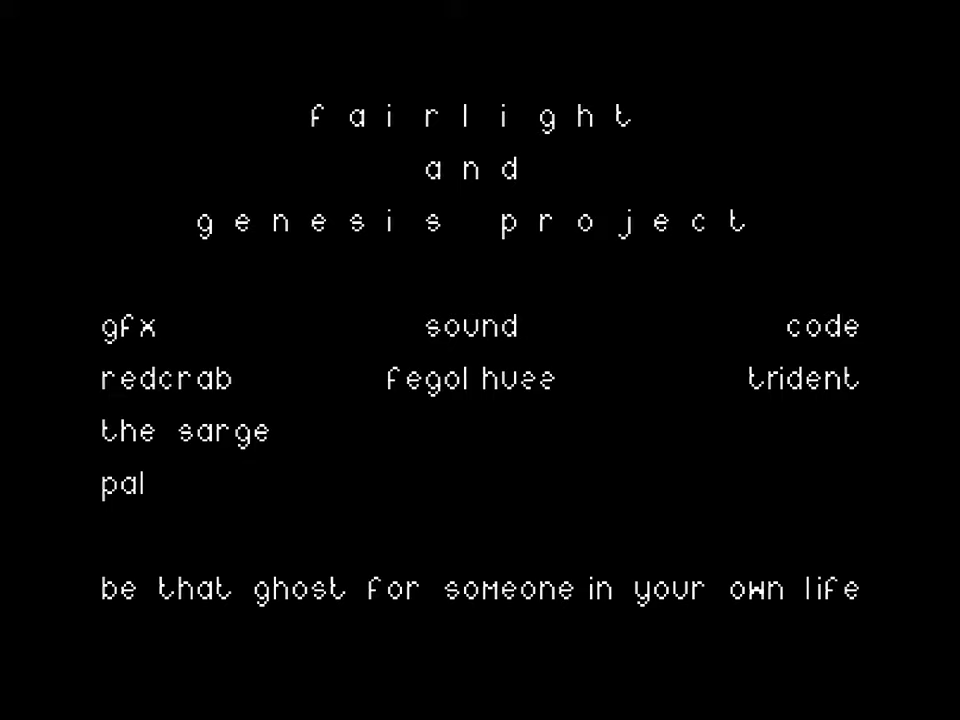 f a i r l i g h t
a n d
g e n e s i s  p r o j e c t
gfx sound code
redcrab fegolhuzz trident
the sarge
pal
be that ghost for someone in your own life